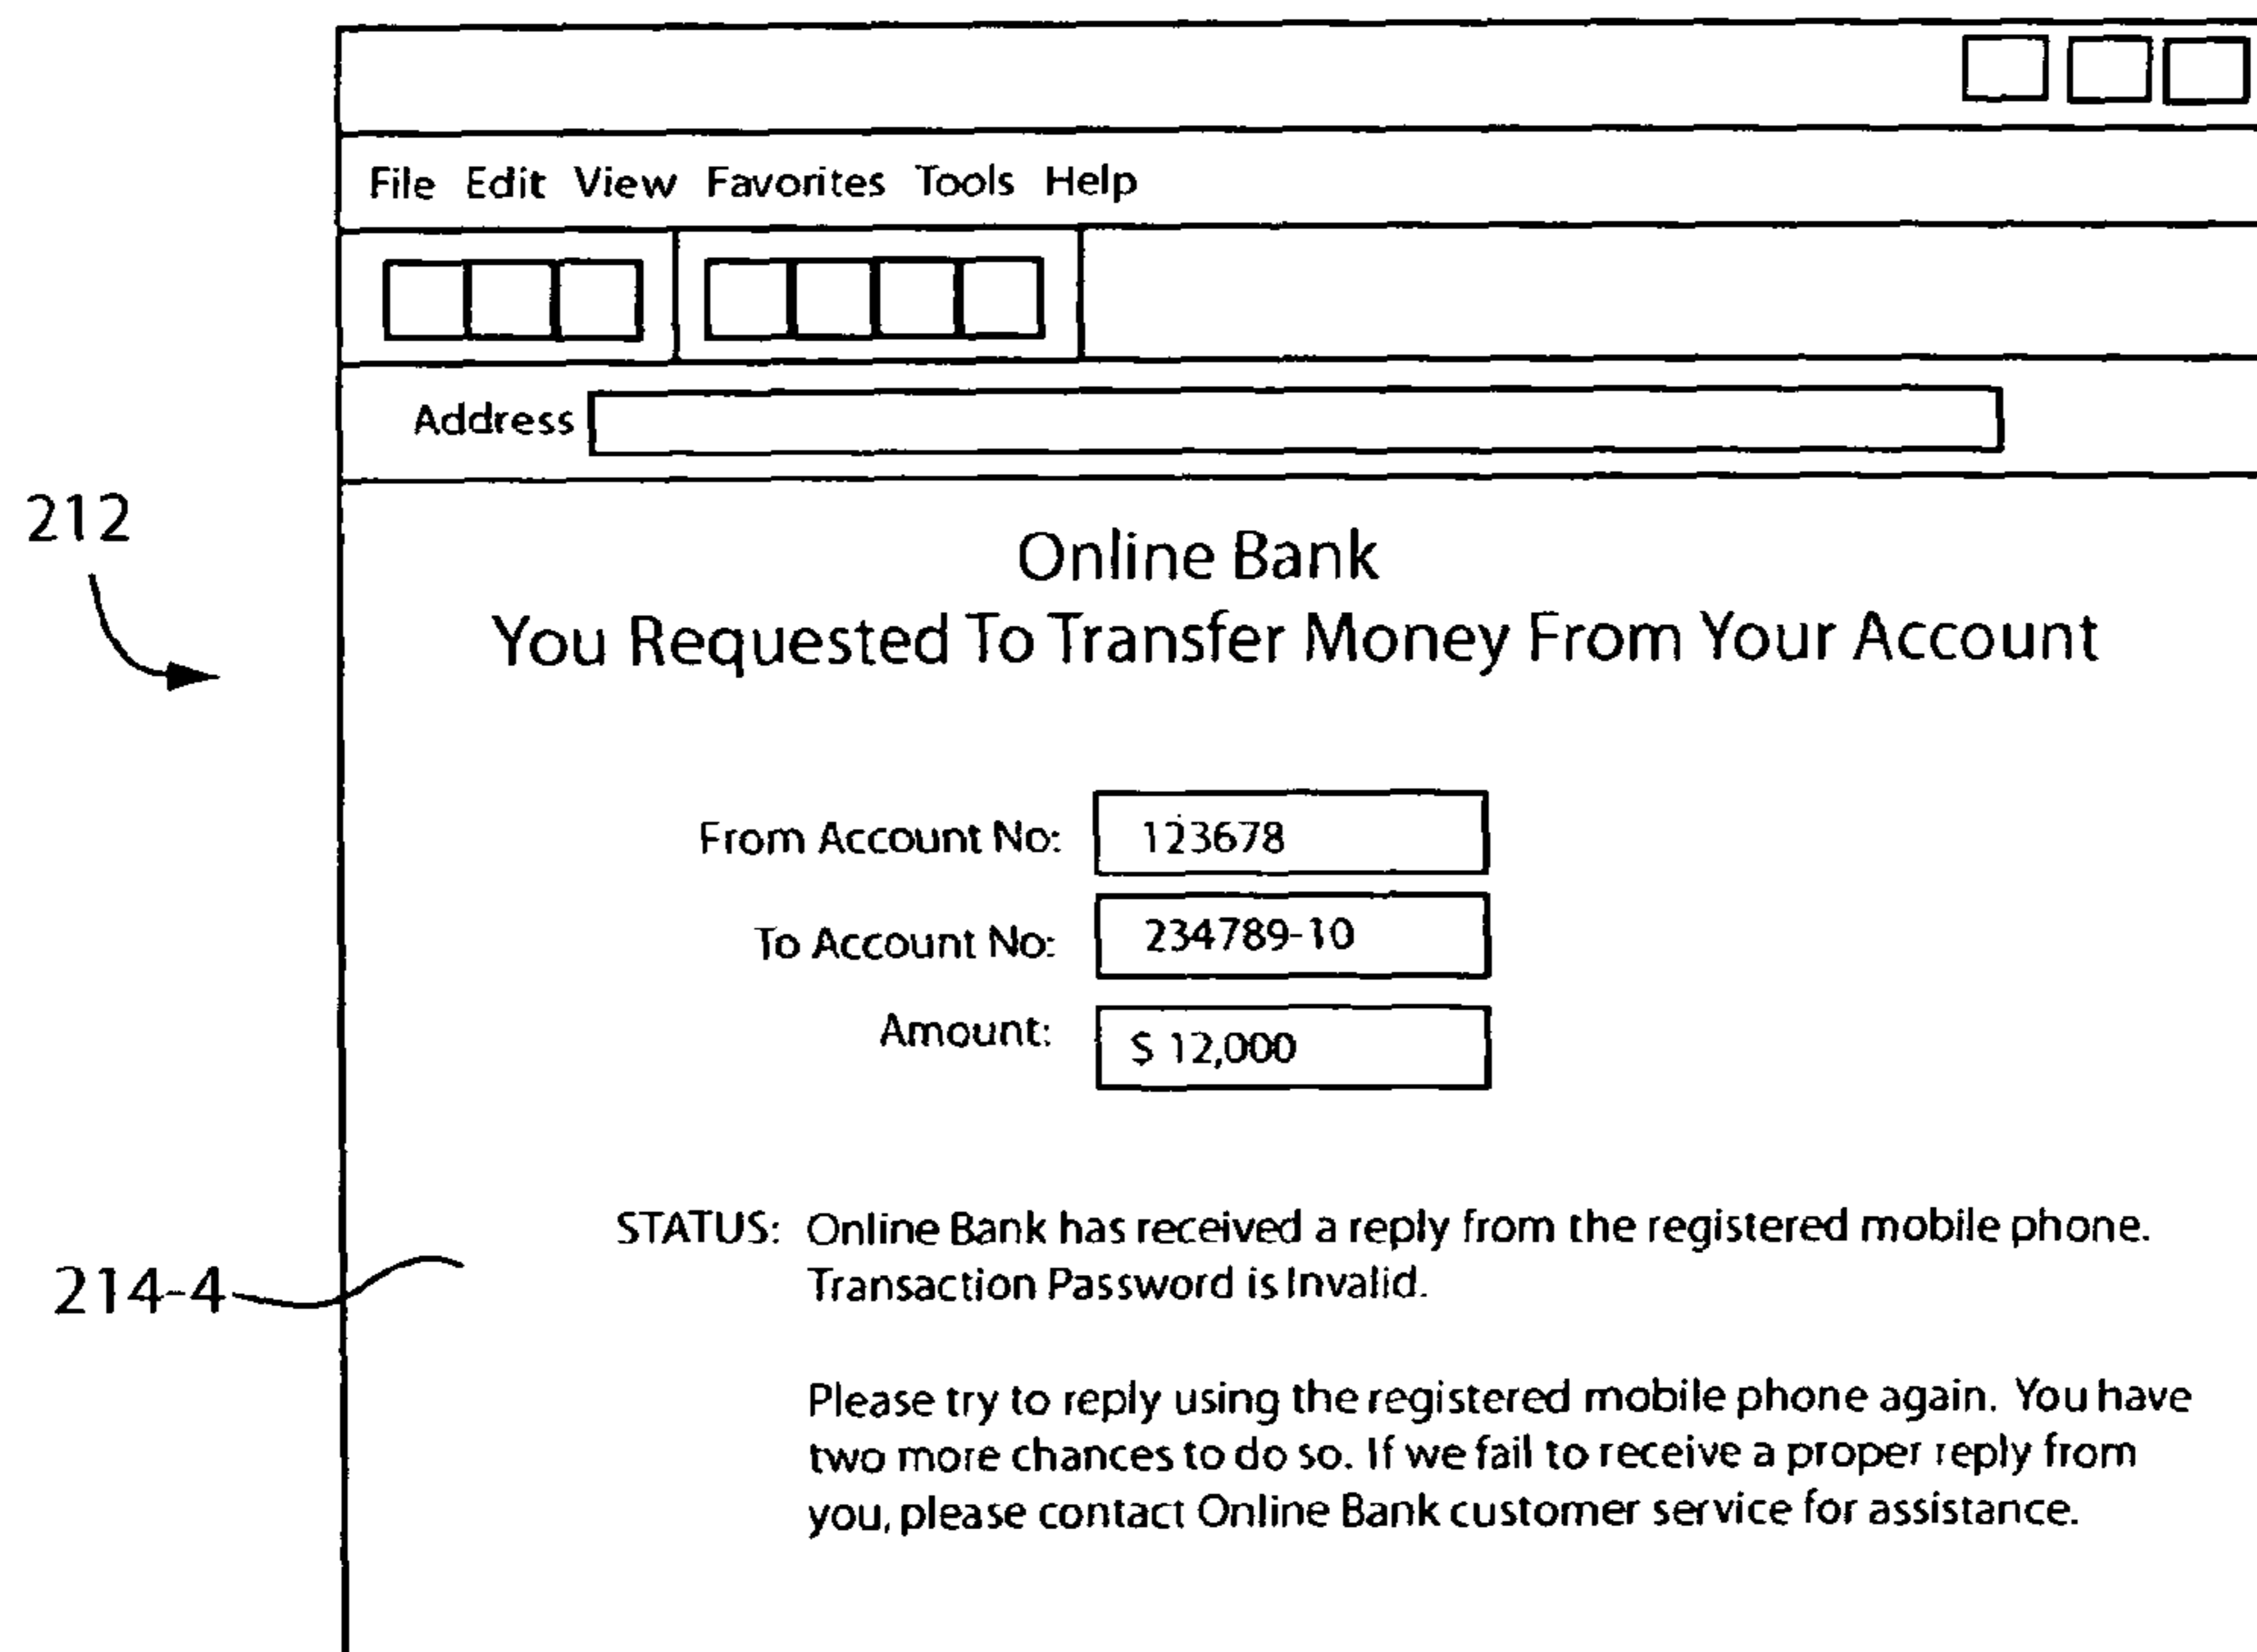 File Edit View Favorites Tools Help
Address
212
Online Bank
You Requested To Transfer Money From Your Account
From Account No: 123678
To Account No: 234789-10
Amount: $ 12,000
STATUS: Online Bank has received a reply from the registered mobile phone.
Transaction Password is Invalid.
214-4
Please try to reply using the registered mobile phone again. You have
two more chances to do so. If we fail to receive a proper reply from
you, please contact Online Bank customer service for assistance.